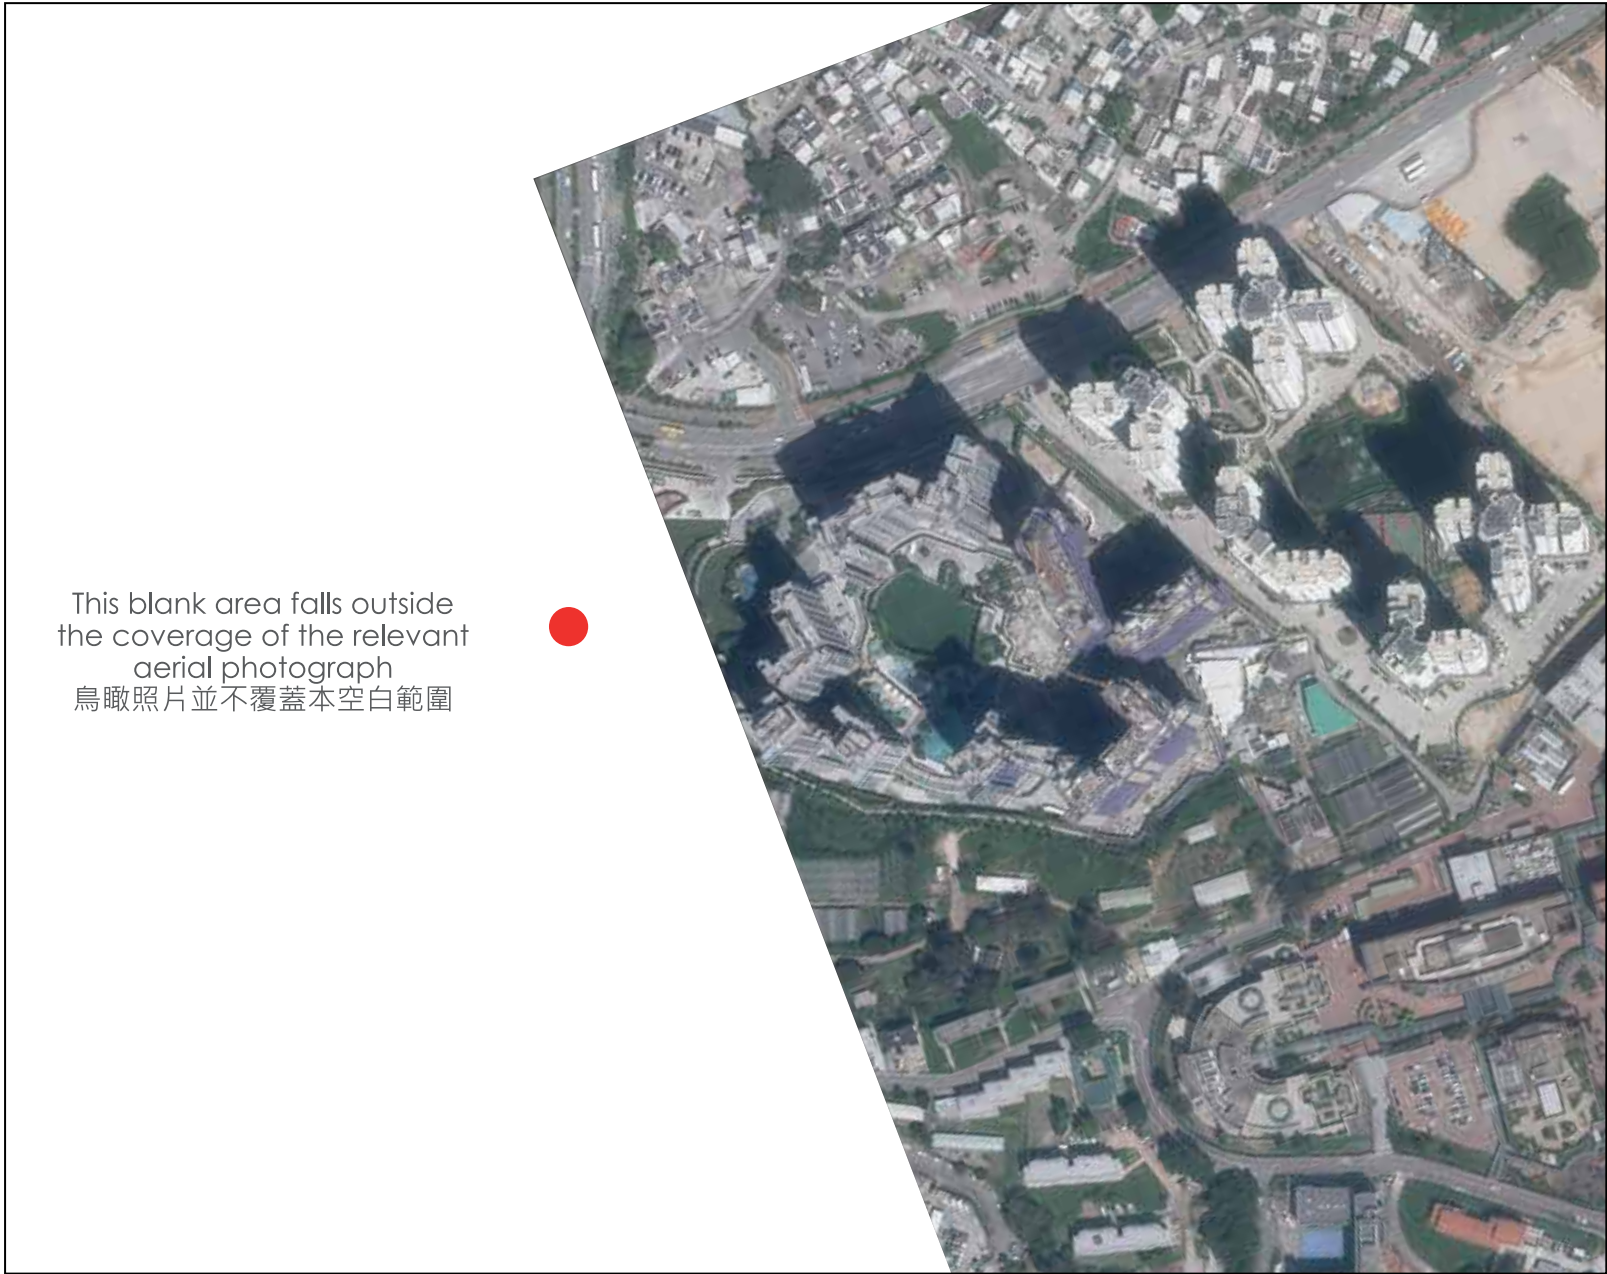 This blank area falls outside
the coverage of the relevant
aerial photograph
鳥瞰照片並不覆蓋本空白範圍